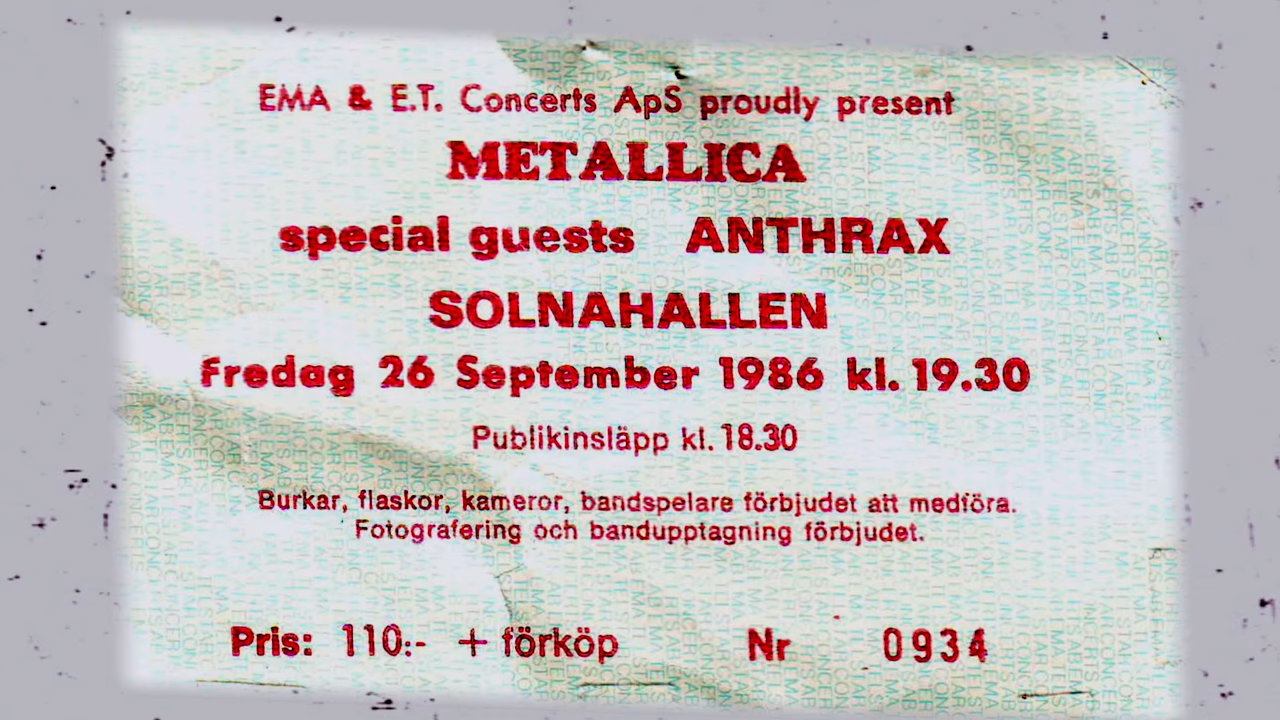 EMA & E.T. Concerts ApS proudly present
METALLICA
special guests ANTHRAX
SOLNAHALLEN
Fredag 26 September 1986 kl. 19.30
Publikinsläpp kl. 18.30
Burkar, flaskor, kameror, bandspelare förbjudet att medföra.
Fotografering och bandupptagning förbjudet.
Pris: 110:- + förköp Nr 0934